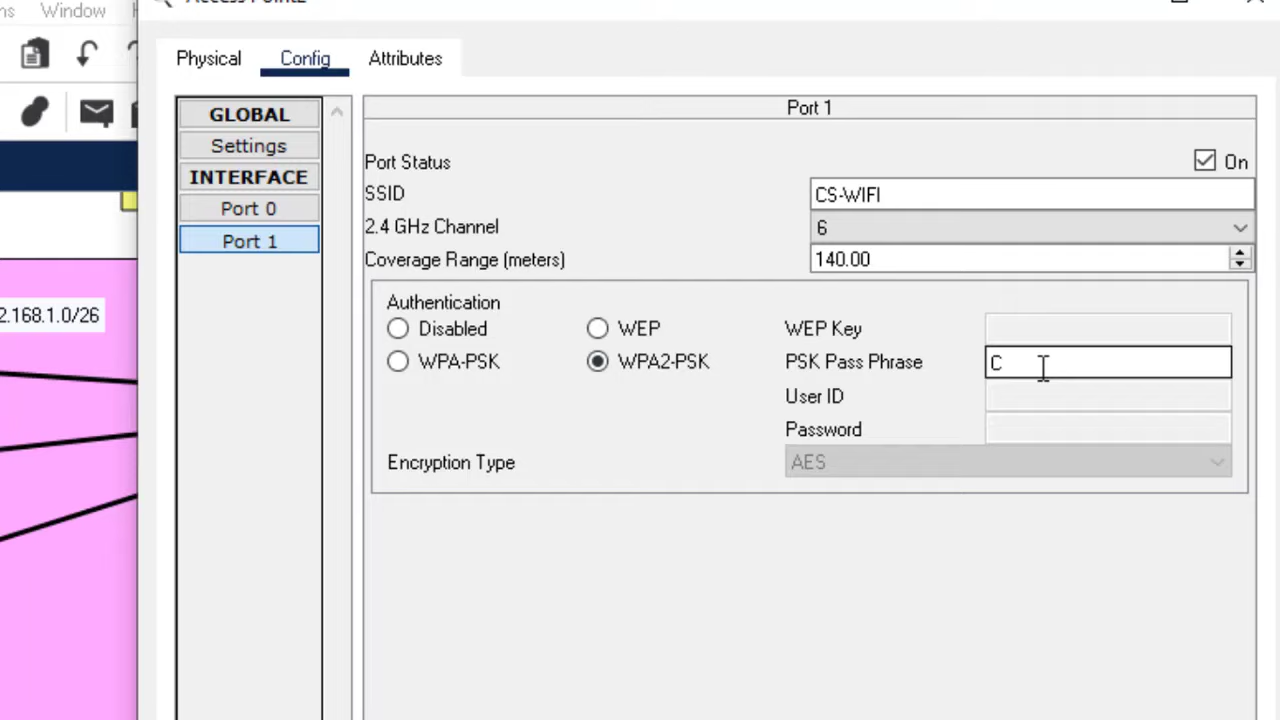 Window
Access Point2
Physical Config Attributes
GLOBAL
Settings
INTERFACE
Port 0
Port 1
Port 1
Port Status On
SSID CS-WIFI
2.4 GHz Channel 6
Coverage Range (meters) 140.00
Authentication
Disabled WEP WEP Key
WPA-PSK WPA2-PSK PSK Pass Phrase C
User ID
Password
Encryption Type AES
2.168.1.0/26